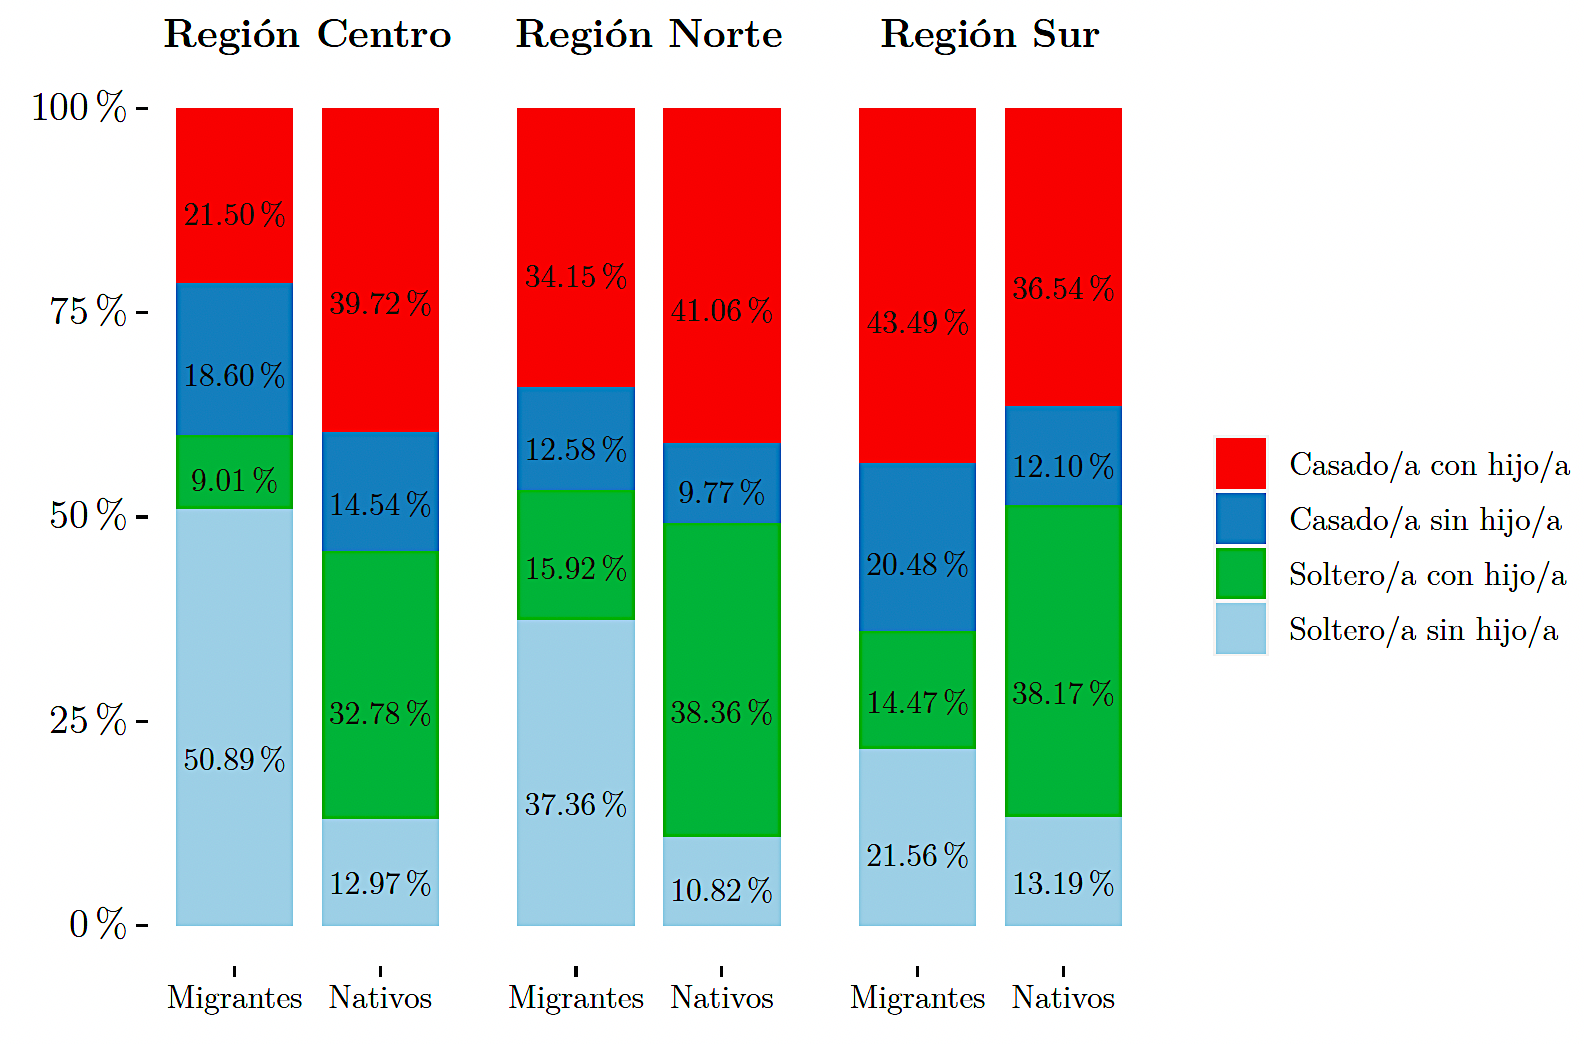 Región Centro
Región Norte
Región Sur
100 %
75 %
50 %
25 %
0 %
21.50 %
18.60 %
9.01 %
50.89 %
39.72 %
14.54 %
32.78 %
12.97 %
34.15 %
12.58 %
15.92 %
37.36 %
41.06 %
9.77 %
38.36 %
10.82 %
43.49 %
20.48 %
14.47 %
21.56 %
36.54 %
12.10 %
38.17 %
13.19 %
Migrantes
Nativos
Migrantes
Nativos
Migrantes
Nativos
Casado/a con hijo/a
Casado/a sin hijo/a
Soltero/a con hijo/a
Soltero/a sin hijo/a